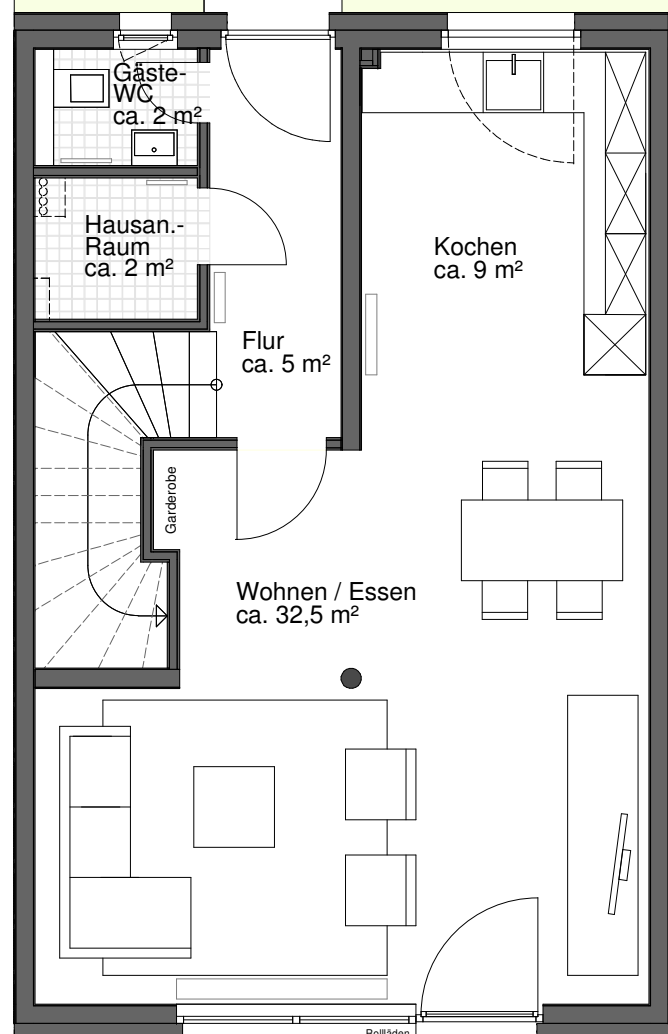 Gäste-
WC
ca. 2 m²
Hausan.-
Raum
ca. 2 m²
Kochen
ca. 9 m²
Flur
ca. 5 m²
Garderobe
Wohnen / Essen
ca. 32,5 m²
Rollläden